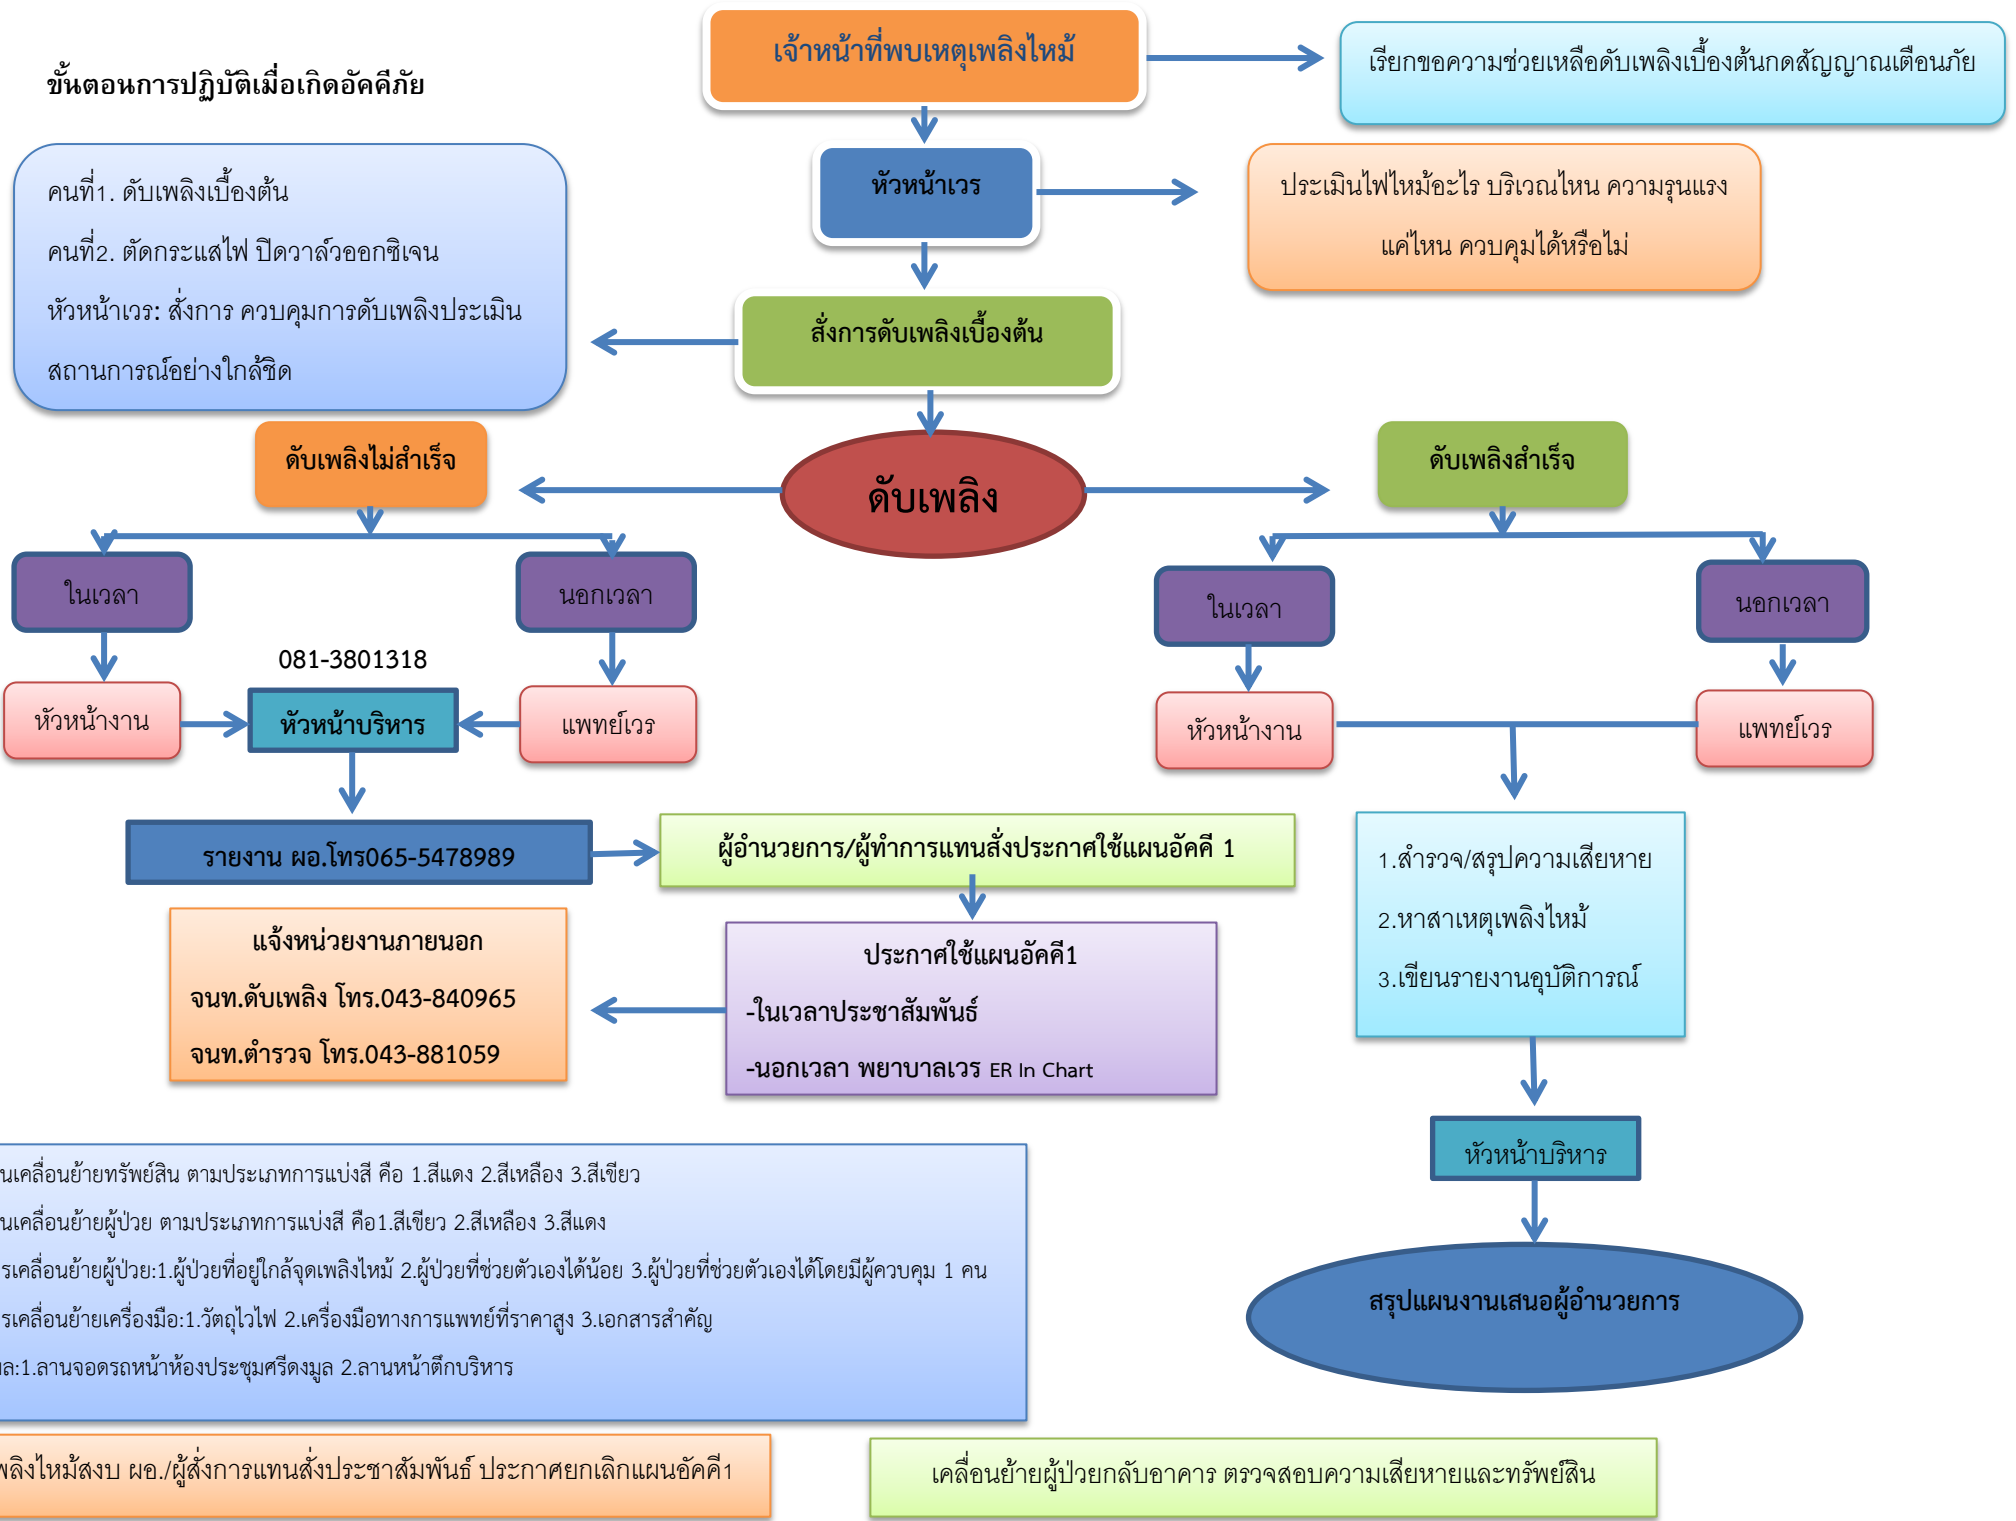 เจ้าหน้าที่พบเหตุเพลิงไหม้
เรียกขอความช่วยเหลือดับเพลิงเบื้องต้นกดสัญญาณเตือนภัย
ขั้นตอนการปฏิบัติเมื่อเกิดอัคคีภัย
หัวหน้าเวร
ประเมินไฟไหม้อะไร บริเวณไหน ความรุนแรง
แค่ไหน ควบคุมได้หรือไม่
คนที่1. ดับเพลิงเบื้องต้น
คนที่2. ตัดกระแสไฟ ปิดวาล์วออกซิเจน
หัวหน้าเวร: สั่งการ ควบคุมการดับเพลิงประเมิน
สถานการณ์อย่างใกล้ชิด
สั่งการดับเพลิงเบื้องต้น
ดับเพลิงไม่สำเร็จ
ดับเพลิง
ดับเพลิงสำเร็จ
ในเวลา
นอกเวลา
ในเวลา
นอกเวลา
081-3801318
หัวหน้างาน
หัวหน้าบริหาร
แพทย์เวร
หัวหน้างาน
แพทย์เวร
รายงาน ผอ.โทร065-5478989
ผู้อำนวยการ/ผู้ทำการแทนสั่งประกาศใช้แผนอัคคี 1
1.สำรวจ/สรุปความเสียหาย
2.หาสาเหตุเพลิงไหม้
3.เขียนรายงานอุบัติการณ์
แจ้งหน่วยงานภายนอก
จนท.ดับเพลิง โทร.043-840965
จนท.ตำรวจ โทร.043-881059
ประกาศใช้แผนอัคคี1
-ในเวลาประชาสัมพันธ์
-นอกเวลา พยาบาลเวร ER In Chart
หัวหน้าบริหาร
สรุปแผนงานเสนอผู้อำนวยการ
เคลื่อนย้ายทรัพย์สิน ตามประเภทการแบ่งสี คือ 1.สีแดง 2.สีเหลือง 3.สีเขียว
เคลื่อนย้ายผู้ป่วย ตามประเภทการแบ่งสี คือ1.สีเขียว 2.สีเหลือง 3.สีแดง
รเคลื่อนย้ายผู้ป่วย:1.ผู้ป่วยที่อยู่ใกล้จุดเพลิงไหม้ 2.ผู้ป่วยที่ช่วยตัวเองได้น้อย 3.ผู้ป่วยที่ช่วยตัวเองได้โดยมีผู้ควบคุม 1 คน
รเคลื่อนย้ายเครื่องมือ:1.วัตถุไวไฟ 2.เครื่องมือทางการแพทย์ที่ราคาสูง 3.เอกสารสำคัญ
ล:1.ลานจอดรถหน้าห้องประชุมศรีดงมูล 2.ลานหน้าตึกบริหาร
พลิงไหม้สงบ ผอ./ผู้สั่งการแทนสั่งประชาสัมพันธ์ ประกาศยกเลิกแผนอัคคี1
เคลื่อนย้ายผู้ป่วยกลับอาคาร ตรวจสอบความเสียหายและทรัพย์สิน